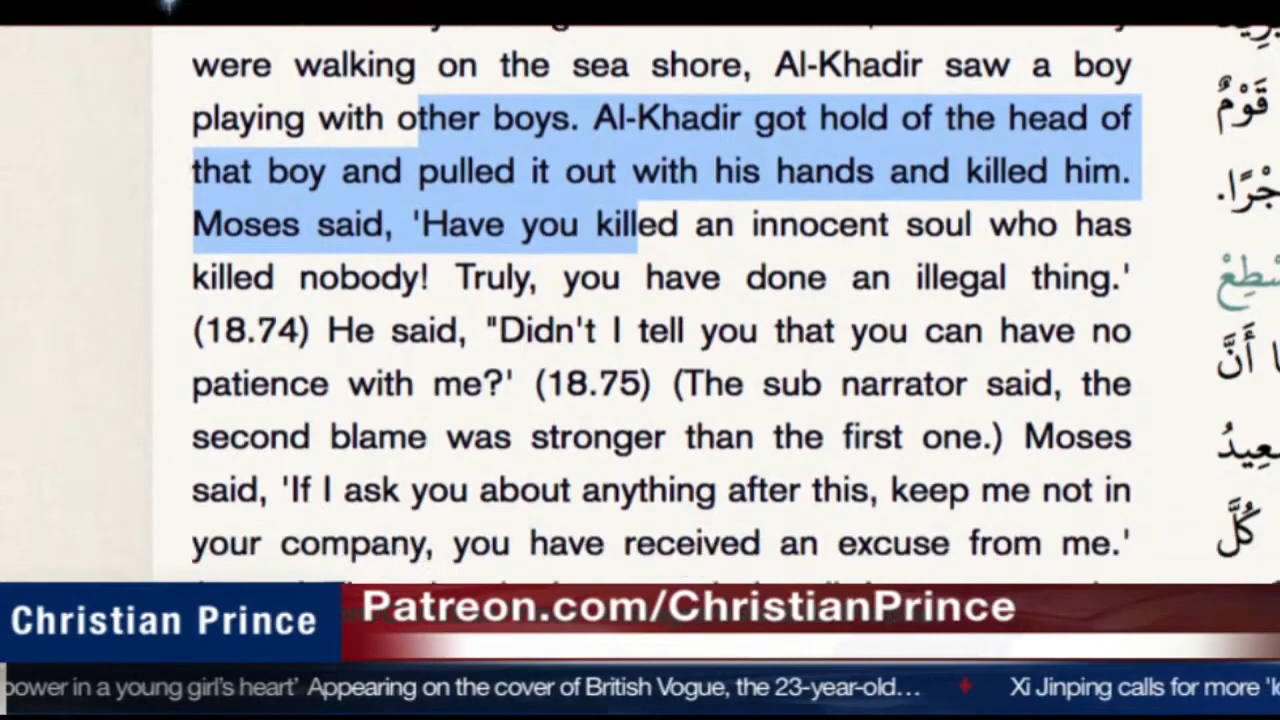 were walking on the sea shore, Al-Khadir saw a boy
playing with other boys. Al-Khadir got hold of the head of
that boy and pulled it out with his hands and killed him.
Moses said, 'Have you killed an innocent soul who has
killed nobody! Truly, you have done an illegal thing.'
(18.74) He said, "Didn't I tell you that you can have no
patience with me?' (18.75) (The sub narrator said, the
second blame was stronger than the first one.) Moses
said, 'If I ask you about anything after this, keep me not in
your company, you have received an excuse from me.'
قَوْمٌ
جْرًا.
سْطِعْ
أَنَّ
كُلَّ
Christian Prince
Patreon.com/ChristianPrince
power in a young girl's heart' Appearing on the cover of British Vogue, the 23-year-old… Xi Jinping calls for more